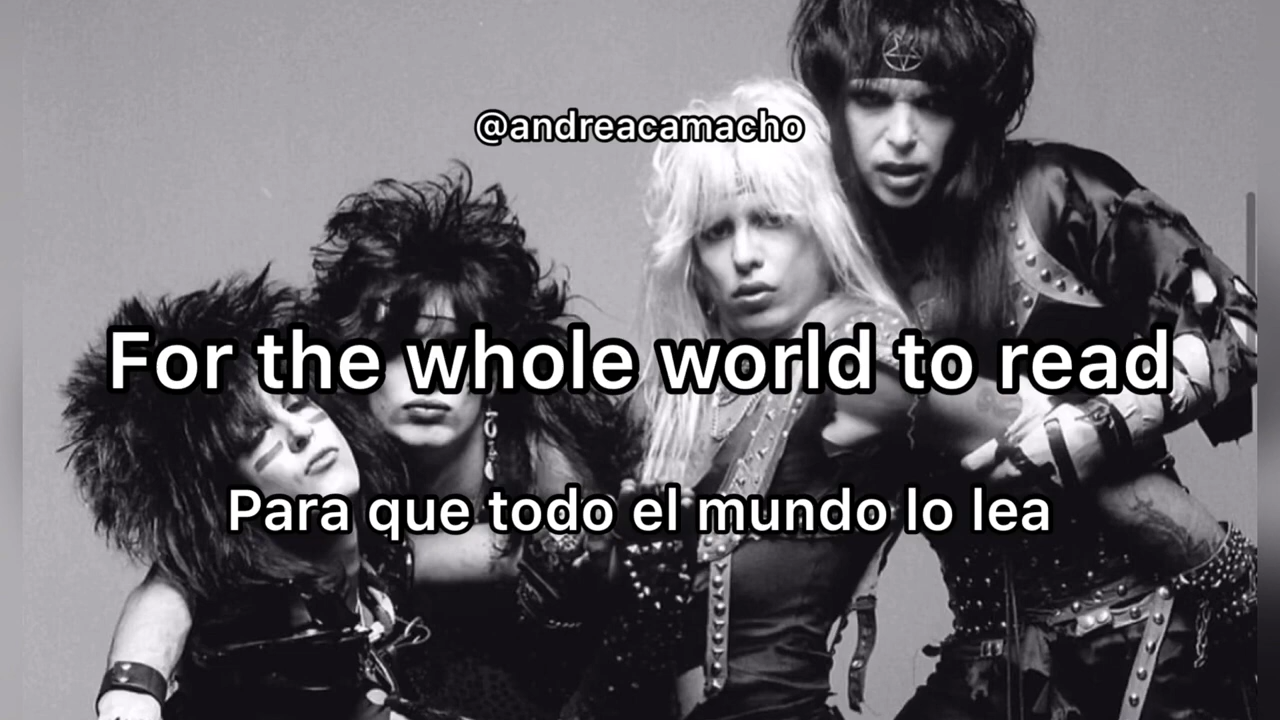 @andreacamacho
For the whole world to read
Para que todo el mundo lo lea